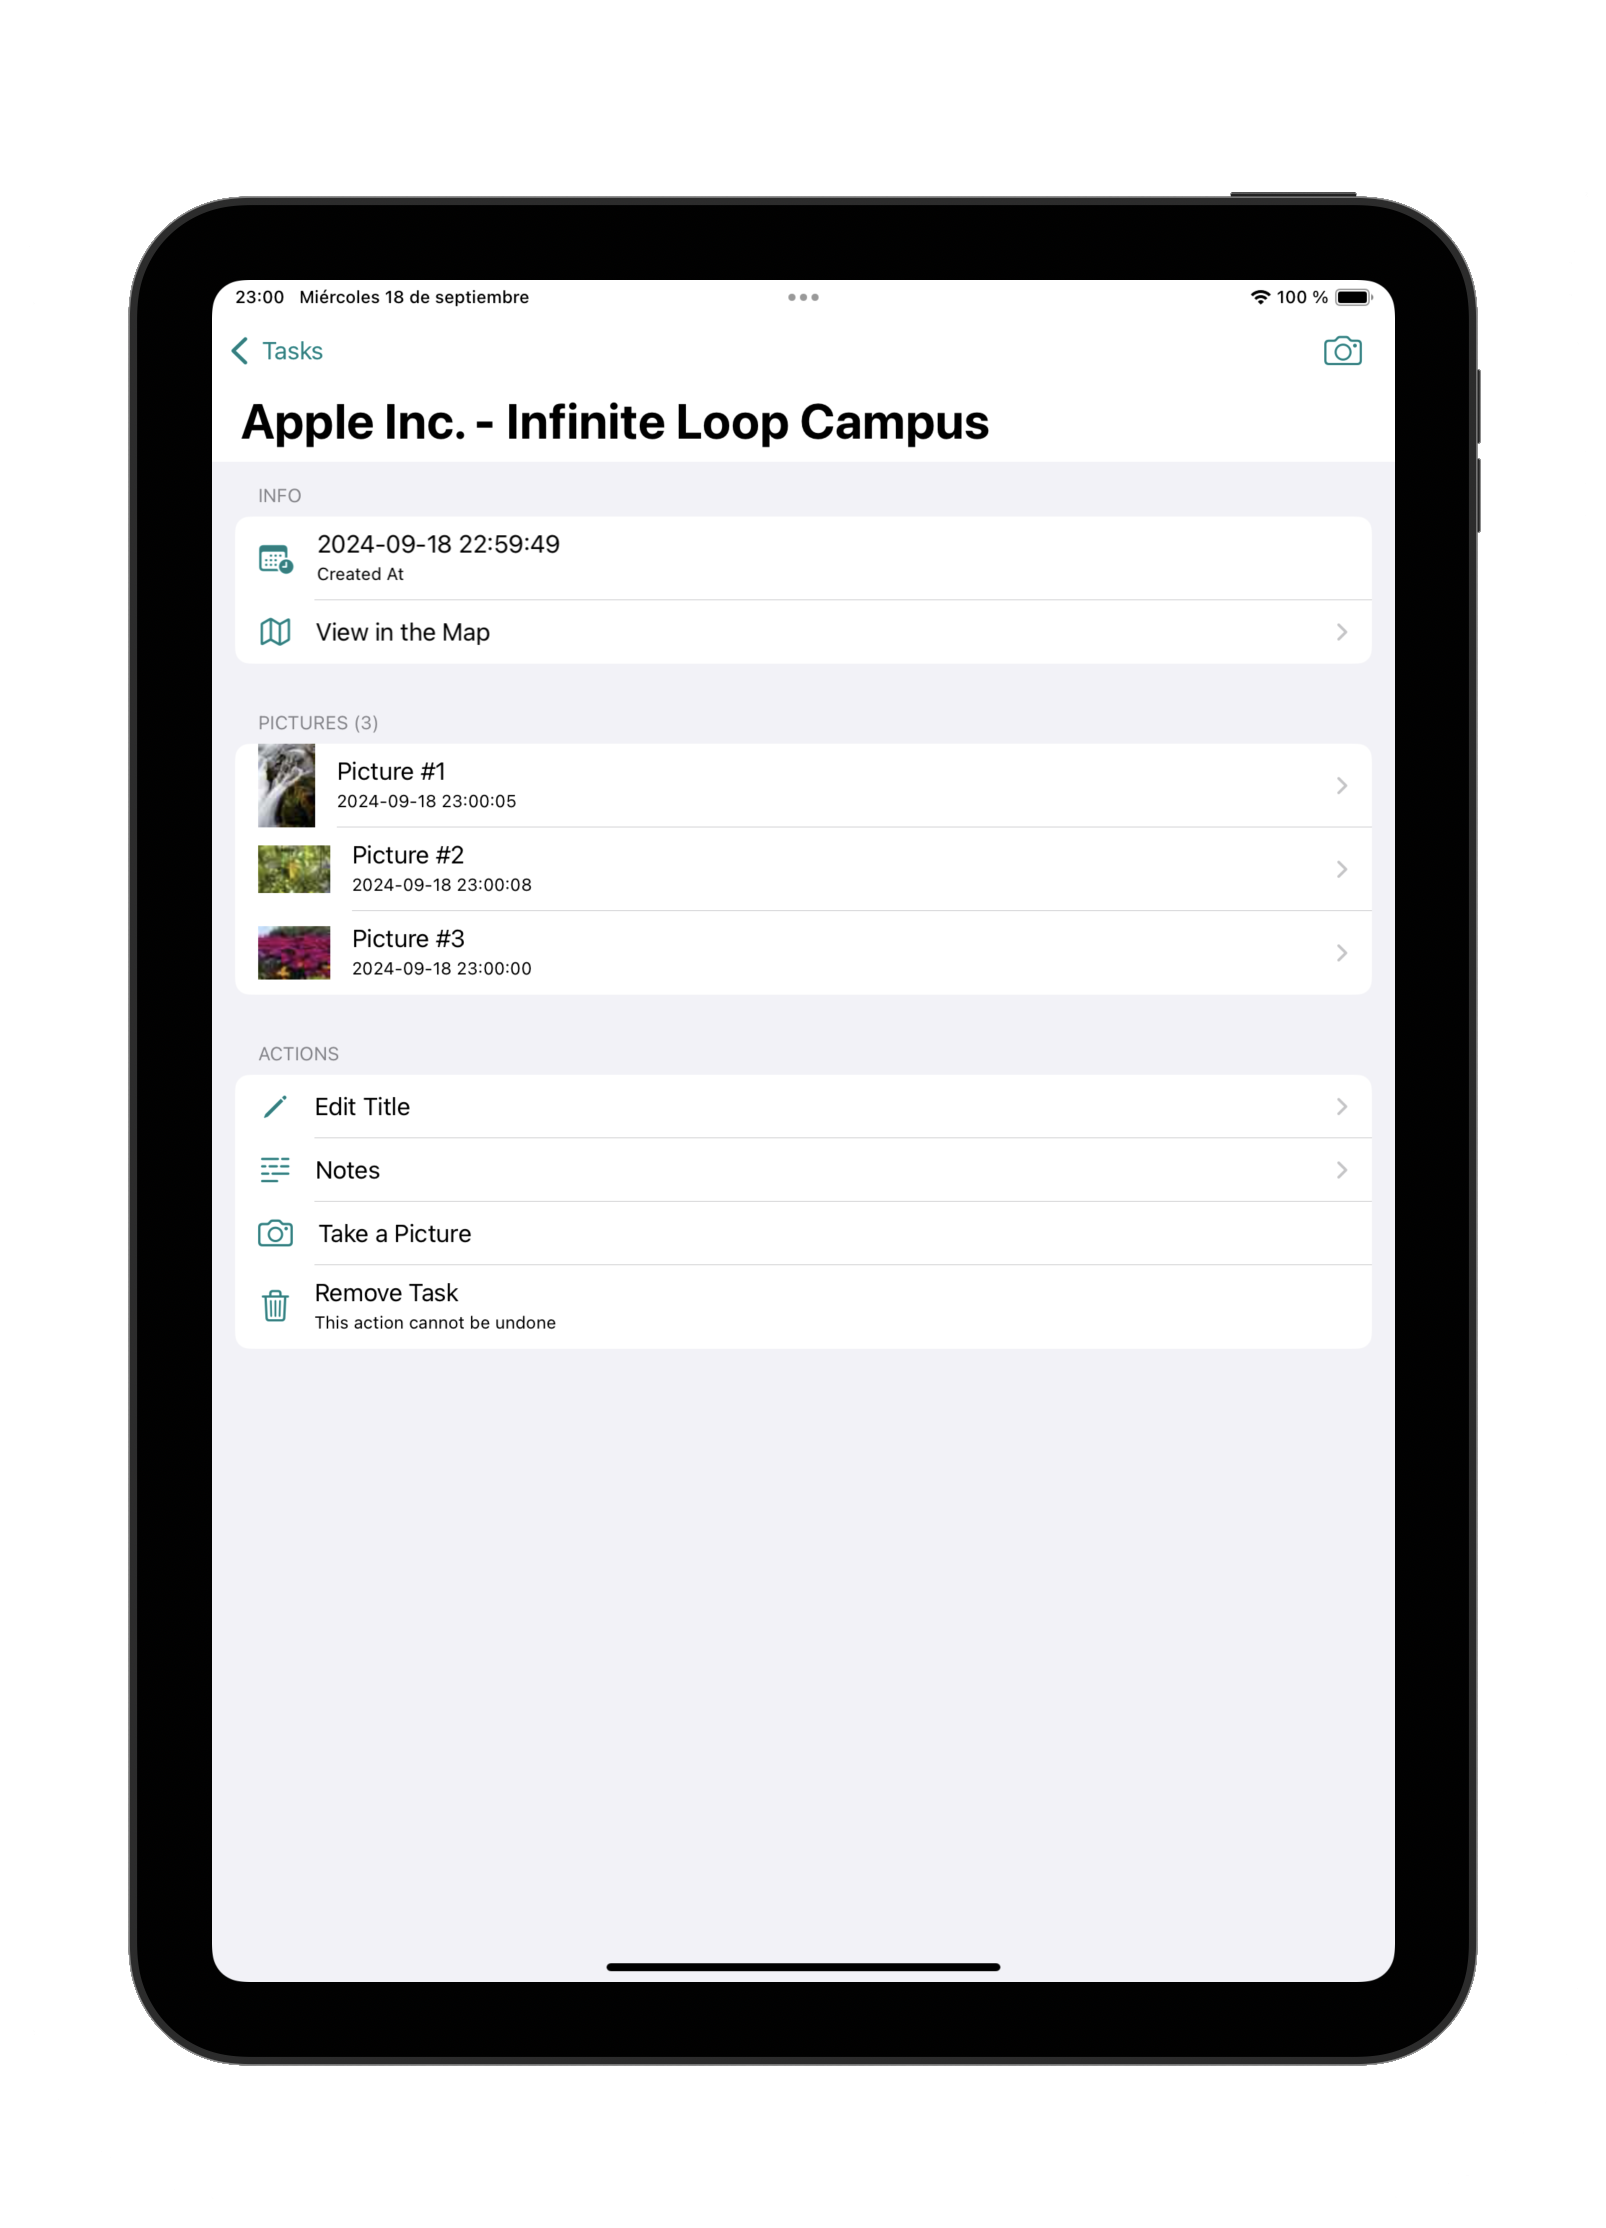 23:00 Miércoles 18 de septiembre
100 %
Tasks
Apple Inc. - Infinite Loop Campus
INFO
2024-09-18 22:59:49
Created At
View in the Map
PICTURES (3)
Picture #1
2024-09-18 23:00:05
Picture #2
2024-09-18 23:00:08
Picture #3
2024-09-18 23:00:00
ACTIONS
Edit Title
Notes
Take a Picture
Remove Task
This action cannot be undone